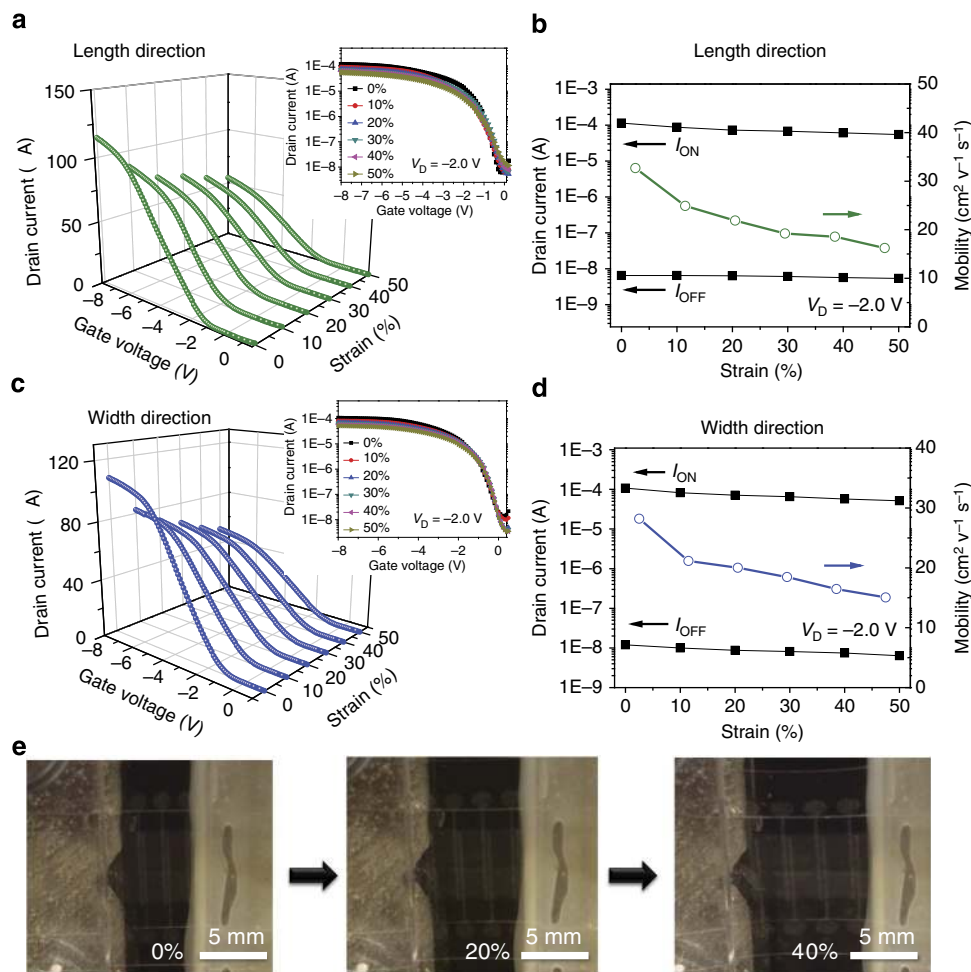 a
Length direction
Drain current ( A)
150
100
50
0
−8
−6
−4
−2
0
Gate voltage (V)
0
10
20
30
40
50
Strain (%)
Drain current (A)
1E−4
1E−5
1E−6
1E−7
1E−8
0%
10%
20%
30%
40%
50%
V_D = −2.0 V
−8 −7 −6 −5 −4 −3 −2 −1 0
Gate voltage (V)
b
Length direction
Drain current (A)
1E−3
1E−4
1E−5
1E−6
1E−7
1E−8
1E−9
I_ON
I_OFF
V_D = −2.0 V
0 10 20 30 40 50
Strain (%)
50
40
30
20
10
0
Mobility (cm² v⁻¹ s⁻¹)
c
Width direction
Drain current ( A)
120
80
40
0
−8
−6
−4
−2
0
Gate voltage (V)
0
10
20
30
40
50
Strain (%)
Drain current (A)
1E−4
1E−5
1E−6
1E−7
1E−8
0%
10%
20%
30%
40%
50%
V_D = −2.0 V
−8 −6 −4 −2 0
Gate voltage (V)
d
Width direction
Drain current (A)
1E−3
1E−4
1E−5
1E−6
1E−7
1E−8
1E−9
I_ON
I_OFF
V_D = −2.0 V
0 10 20 30 40 50
Strain (%)
40
30
20
10
0
Mobility (cm² v⁻¹ s⁻¹)
e
0%
5 mm
20%
5 mm
40%
5 mm